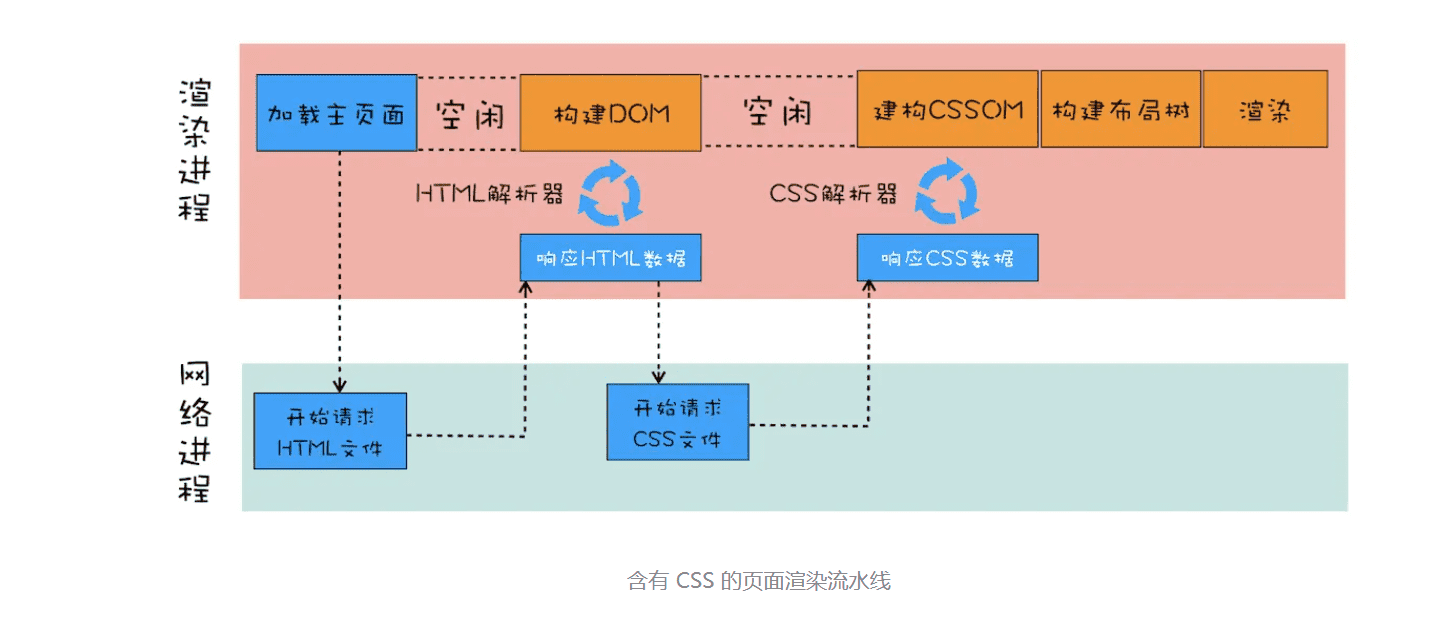 渲染进程
加载主页面
空闲
构建DOM
空闲
建构CSSOM
构建布局树
渲染
HTML解析器
CSS解析器
响应HTML数据
响应CSS数据
网络进程
开始请求
HTML文件
开始请求
CSS文件
含有 CSS 的页面渲染流水线